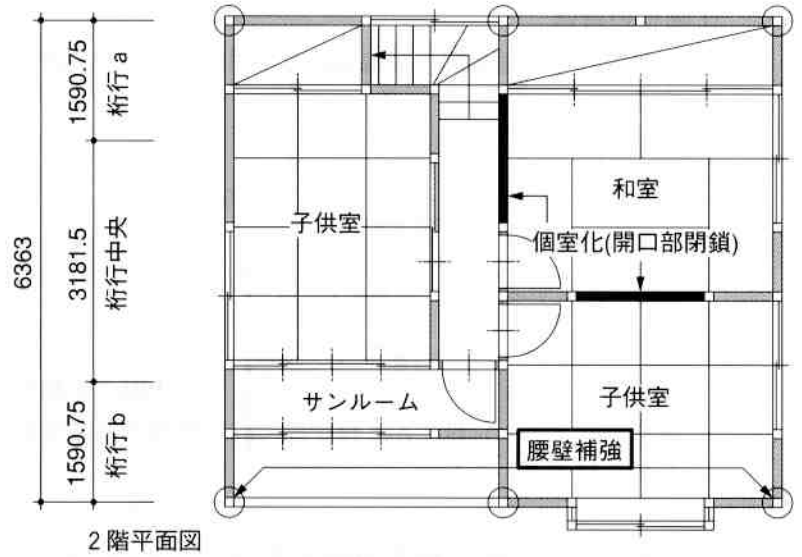 6363
1590.75
桁行 a
3181.5
桁行中央
1590.75
桁行 b
子供室
和室
個室化(開口部閉鎖)
サンルーム
子供室
腰壁補強
2 階平面図